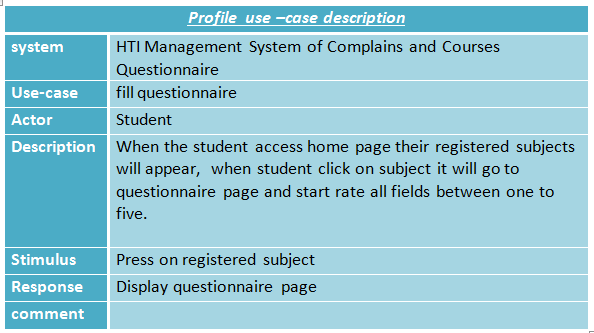 Profile use –case description
system HTI Management System of Complains and Courses
Questionnaire
Use-case fill questionnaire
Actor Student
Description When the student access home page their registered subjects
will appear, when student click on subject it will go to
questionnaire page and start rate all fields between one to
five.
Stimulus Press on registered subject
Response Display questionnaire page
comment